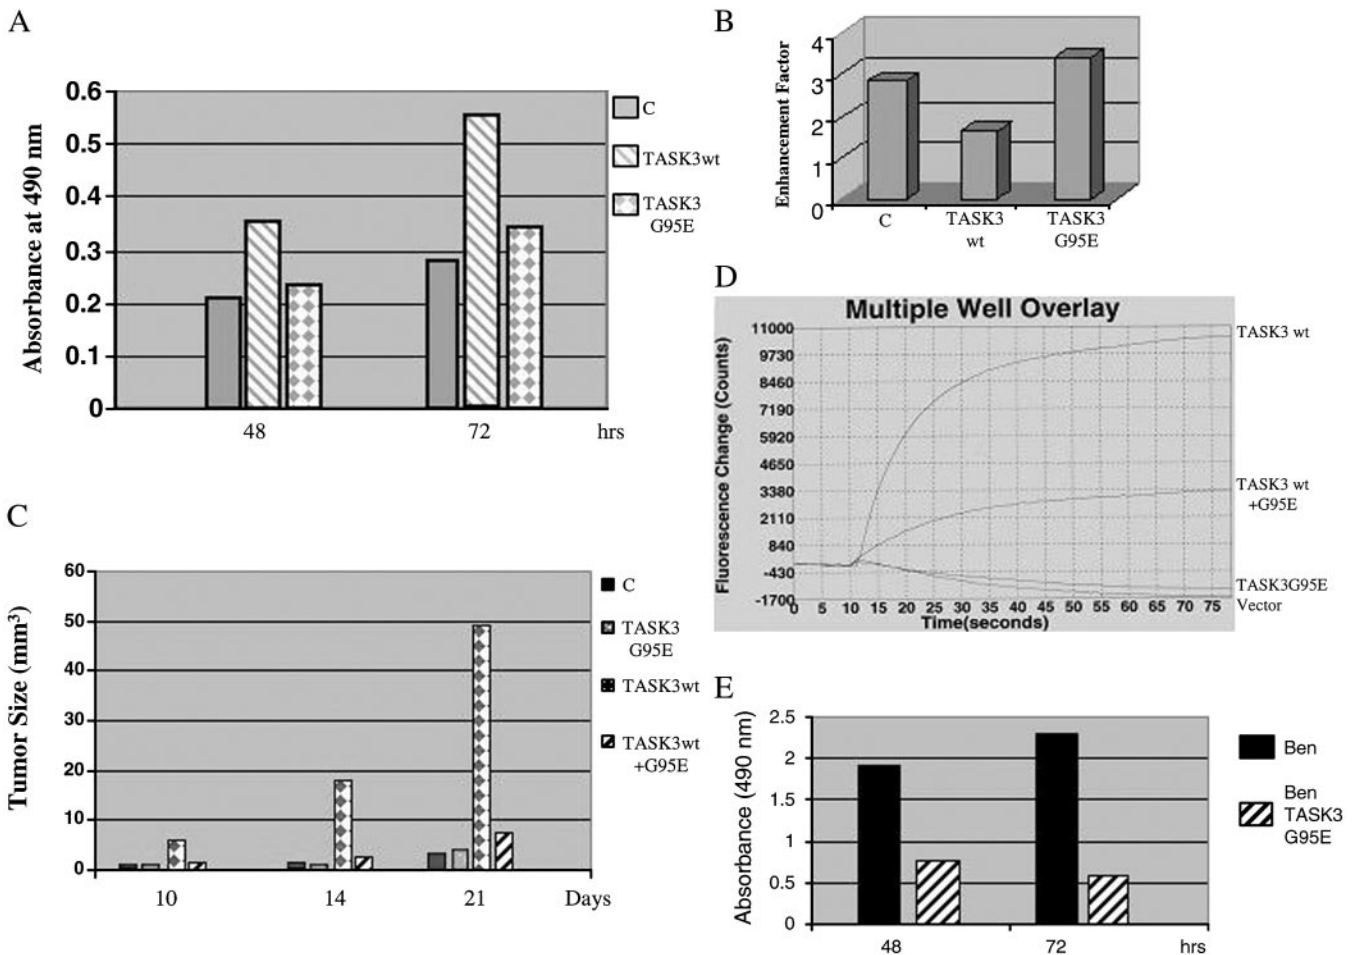 A
0.6
0.5
0.4
0.3
0.2
0.1
0
Absorbance at 490 nm
48
72
hrs
C
TASK3wt
TASK3
G95E
B
4
3
2
1
0
Enhancement Factor
C
TASK3
wt
TASK3
G95E
C
60
50
40
30
20
10
0
Tumor Size (mm³)
10
14
21
Days
C
TASK3
G95E
TASK3wt
TASK3wt
+G95E
D
Multiple Well Overlay
11000
9730
8460
7190
5920
4650
3380
2110
840
-430
-1700
Fluorescence Change (Counts)
0 5 10 15 20 25 30 35 40 45 50 55 60 65 70 75
Time(seconds)
TASK3 wt
TASK3 wt
+G95E
TASK3G95E
Vector
E
2.5
2
1.5
1
0.5
0
Absorbance (490 nm)
48
72
hrs
Ben
Ben
TASK3
G95E